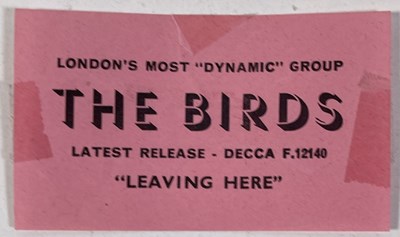 LONDON'S MOST "DYNAMIC" GROUP
THE BIRDS
LATEST RELEASE - DECCA F.12140
"LEAVING HERE"